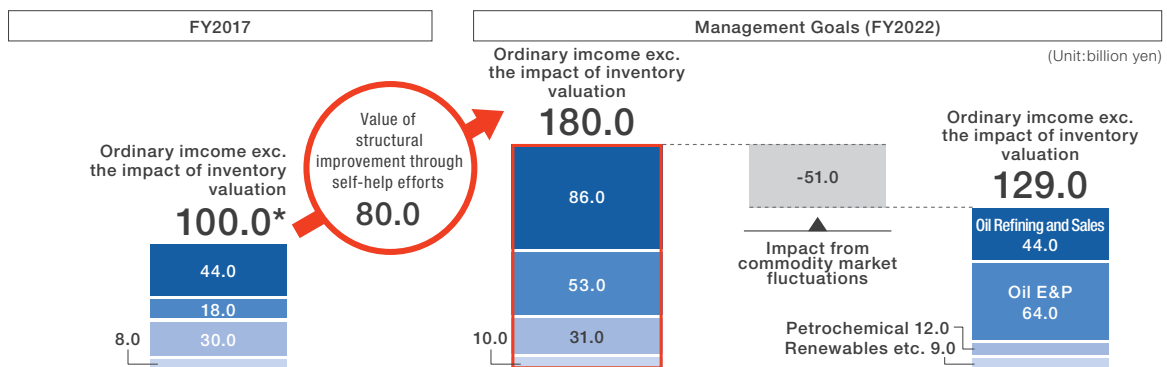 FY2017
Management Goals (FY2022)
(Unit:billion yen)
Ordinary imcome exc.
the impact of inventory
valuation
100.0*
44.0
18.0
30.0
8.0
Value of
structural
improvement through
self-help efforts
80.0
Ordinary imcome exc.
the impact of inventory
valuation
180.0
86.0
53.0
31.0
10.0
-51.0
Impact from
commodity market
fluctuations
Ordinary imcome exc.
the impact of inventory
valuation
129.0
Oil Refining and Sales
44.0
Oil E&P
64.0
Petrochemical 12.0
Renewables etc. 9.0